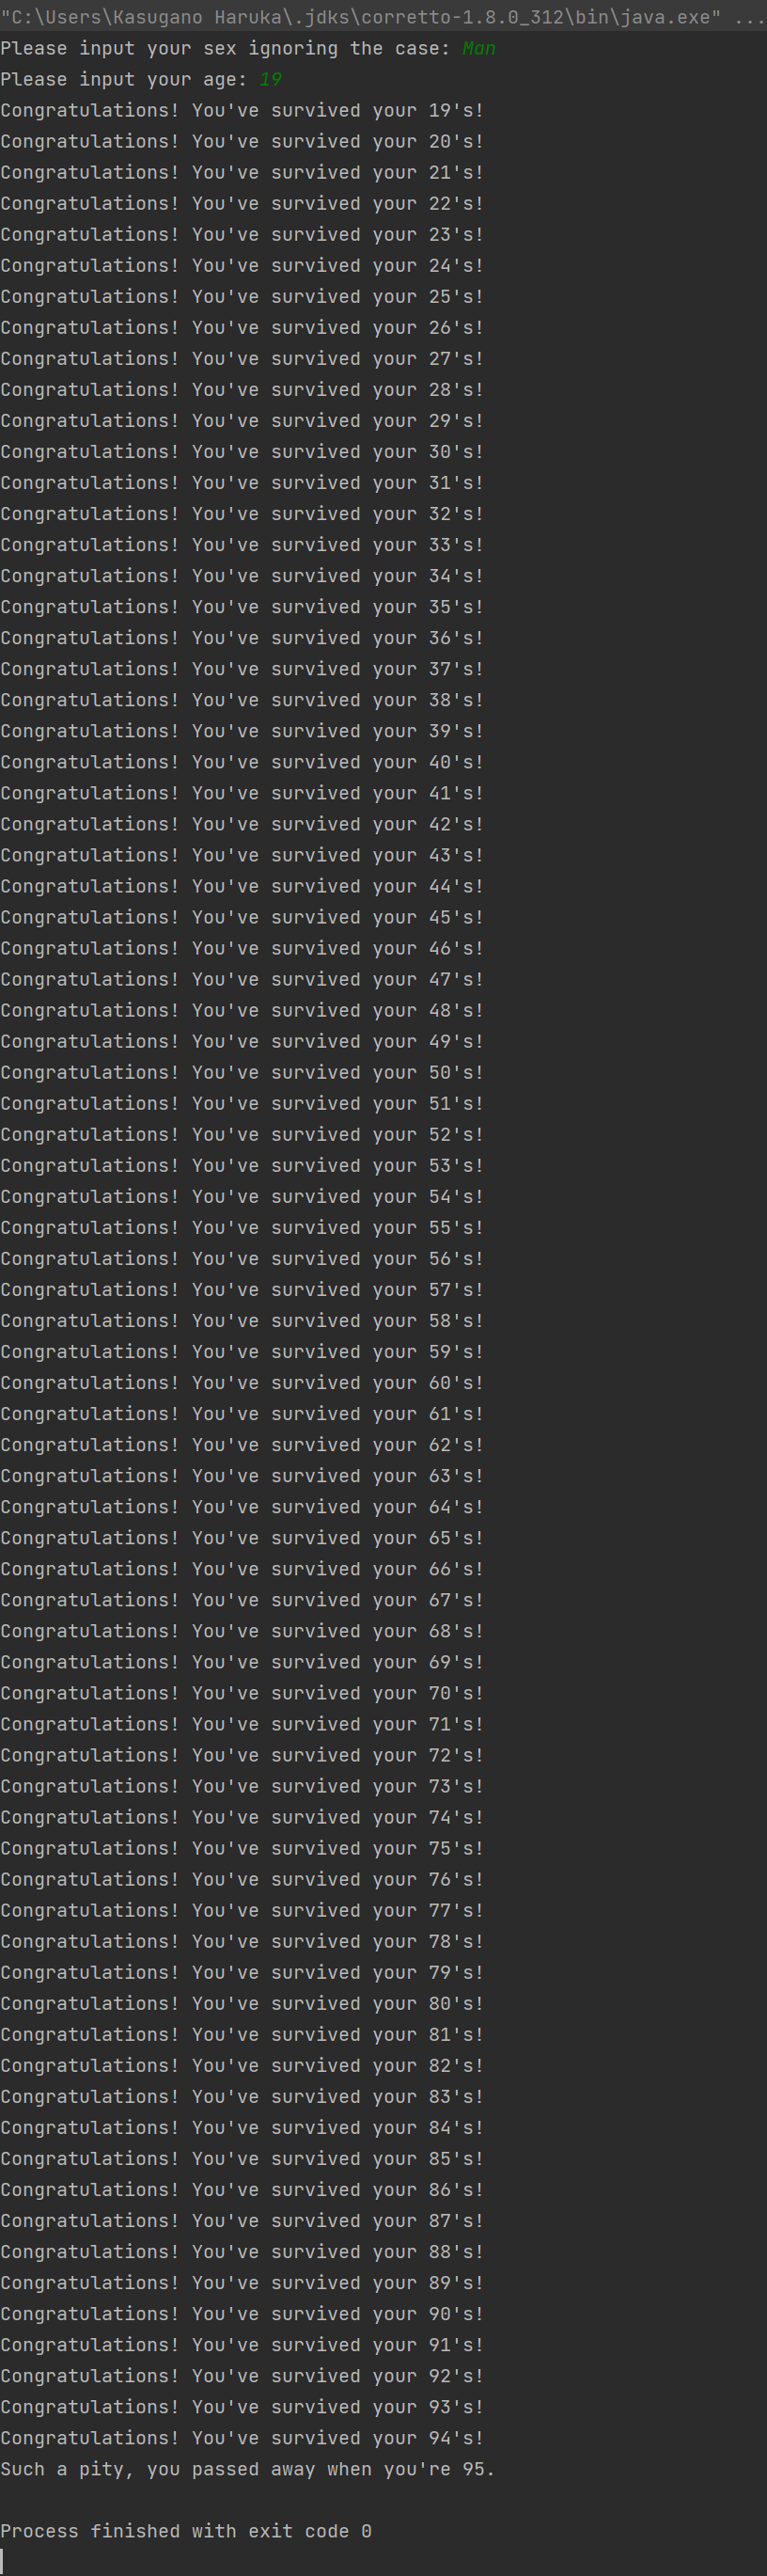 "C:\Users\Kasugano Haruka\.jdks\corretto-1.8.0_312\bin\java.exe" ...
Please input your sex ignoring the case: Man
Please input your age: 19
Congratulations! You've survived your 19's!
Congratulations! You've survived your 20's!
Congratulations! You've survived your 21's!
Congratulations! You've survived your 22's!
Congratulations! You've survived your 23's!
Congratulations! You've survived your 24's!
Congratulations! You've survived your 25's!
Congratulations! You've survived your 26's!
Congratulations! You've survived your 27's!
Congratulations! You've survived your 28's!
Congratulations! You've survived your 29's!
Congratulations! You've survived your 30's!
Congratulations! You've survived your 31's!
Congratulations! You've survived your 32's!
Congratulations! You've survived your 33's!
Congratulations! You've survived your 34's!
Congratulations! You've survived your 35's!
Congratulations! You've survived your 36's!
Congratulations! You've survived your 37's!
Congratulations! You've survived your 38's!
Congratulations! You've survived your 39's!
Congratulations! You've survived your 40's!
Congratulations! You've survived your 41's!
Congratulations! You've survived your 42's!
Congratulations! You've survived your 43's!
Congratulations! You've survived your 44's!
Congratulations! You've survived your 45's!
Congratulations! You've survived your 46's!
Congratulations! You've survived your 47's!
Congratulations! You've survived your 48's!
Congratulations! You've survived your 49's!
Congratulations! You've survived your 50's!
Congratulations! You've survived your 51's!
Congratulations! You've survived your 52's!
Congratulations! You've survived your 53's!
Congratulations! You've survived your 54's!
Congratulations! You've survived your 55's!
Congratulations! You've survived your 56's!
Congratulations! You've survived your 57's!
Congratulations! You've survived your 58's!
Congratulations! You've survived your 59's!
Congratulations! You've survived your 60's!
Congratulations! You've survived your 61's!
Congratulations! You've survived your 62's!
Congratulations! You've survived your 63's!
Congratulations! You've survived your 64's!
Congratulations! You've survived your 65's!
Congratulations! You've survived your 66's!
Congratulations! You've survived your 67's!
Congratulations! You've survived your 68's!
Congratulations! You've survived your 69's!
Congratulations! You've survived your 70's!
Congratulations! You've survived your 71's!
Congratulations! You've survived your 72's!
Congratulations! You've survived your 73's!
Congratulations! You've survived your 74's!
Congratulations! You've survived your 75's!
Congratulations! You've survived your 76's!
Congratulations! You've survived your 77's!
Congratulations! You've survived your 78's!
Congratulations! You've survived your 79's!
Congratulations! You've survived your 80's!
Congratulations! You've survived your 81's!
Congratulations! You've survived your 82's!
Congratulations! You've survived your 83's!
Congratulations! You've survived your 84's!
Congratulations! You've survived your 85's!
Congratulations! You've survived your 86's!
Congratulations! You've survived your 87's!
Congratulations! You've survived your 88's!
Congratulations! You've survived your 89's!
Congratulations! You've survived your 90's!
Congratulations! You've survived your 91's!
Congratulations! You've survived your 92's!
Congratulations! You've survived your 93's!
Congratulations! You've survived your 94's!
Such a pity, you passed away when you're 95.
Process finished with exit code 0